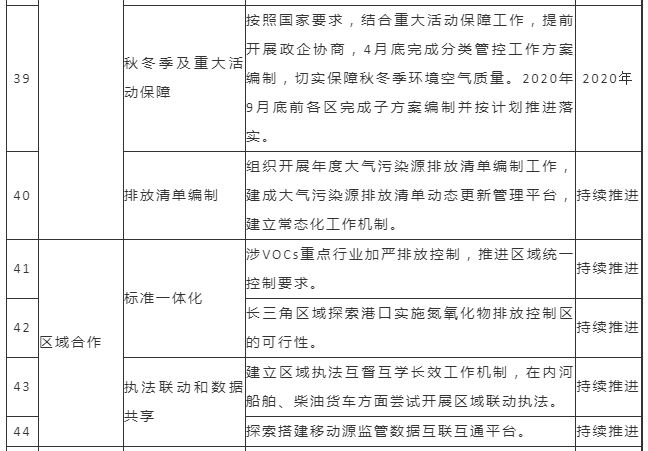 39
秋冬季及重大活
动保障
按照国家要求，结合重大活动保障工作，提前
开展政企协商，4月底完成分类管控工作方案
编制，切实保障秋冬季环境空气质量。2020年
9月底前各区完成子方案编制并按计划推进落
实。
2020年
40
排放清单编制
组织开展年度大气污染源排放清单编制工作，
建成大气污染源排放清单动态更新管理平台，
建立常态化工作机制。
持续推进
区域合作
41
标准一体化
涉VOCs重点行业加严排放控制，推进区域统一
控制要求。
持续推进
42
长三角区域探索港口实施氮氧化物排放控制区
的可行性。
持续推进
43
执法联动和数据
共享
建立区域执法互督互学长效工作机制，在内河
船舶、柴油货车方面尝试开展区域联动执法。
持续推进
44
探索搭建移动源监管数据互联互通平台。
持续推进